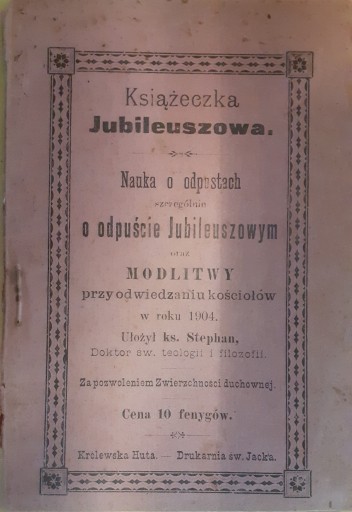 Książeczka
Jubileuszowa.
Nauka o odpustach
szczególnie
o odpuście Jubileuszowym
oraz
MODLITWY
przy odwiedzaniu kościołów
w roku 1904.
Ułożył ks. Stephan,
Doktor św. teologii i filozofii.
Za pozwoleniem Zwierzchności duchownej.
Cena 10 fenygów.
Królewska Huta. — Drukarnia św. Jacka.